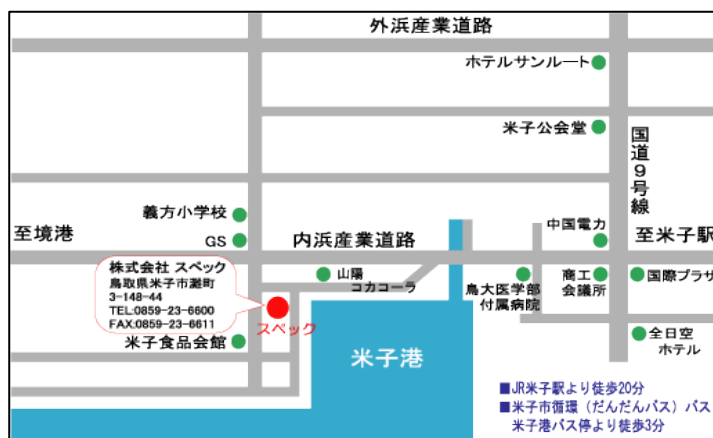 外浜産業道路
ホテルサンルート
米子公会堂
国道9号線
義方小学校
中国電力
至境港
GS
内浜産業道路
至米子駅
株式会社 スペック
鳥取県米子市灘町
3-148-44
TEL:0859-23-6600
FAX:0859-23-6611
山陽
コカコーラ
鳥大医学部
付属病院
商工
会議所
国際プラザ
スペック
米子食品会館
米子港
全日空
ホテル
■JR米子駅より徒歩20分
■米子市循環（だんだんバス）バス
米子港バス停より徒歩3分